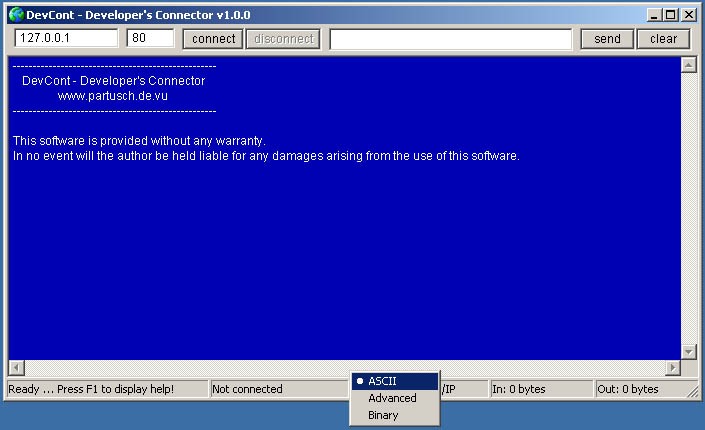 DevCont - Developer's Connector v1.0.0
127.0.0.1 80 connect disconnect send clear
--------------------------------------------------
DevCont - Developer's Connector
www.partusch.de.vu
--------------------------------------------------
This software is provided without any warranty.
In no event will the author be held liable for any damages arising from the use of this software.
Ready ... Press F1 to display help! Not connected /IP In: 0 bytes Out: 0 bytes
ASCII
Advanced
Binary